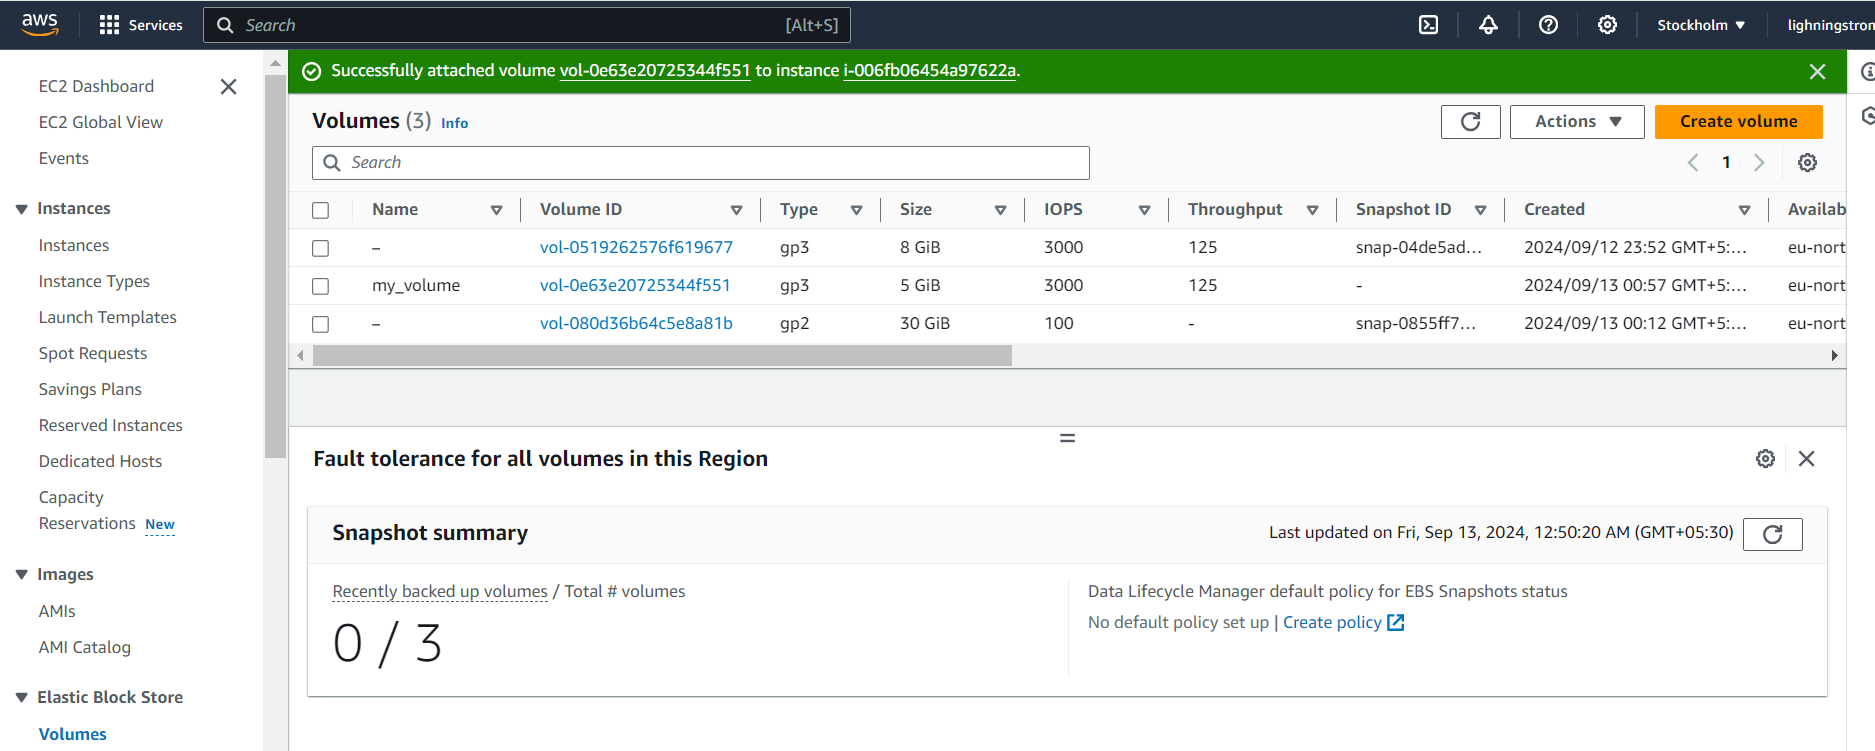 aws Services Search [Alt+S] Stockholm lighningstron
EC2 Dashboard
EC2 Global View
Events
Instances
Instances
Instance Types
Launch Templates
Spot Requests
Savings Plans
Reserved Instances
Dedicated Hosts
Capacity
Reservations New
Images
AMIs
AMI Catalog
Elastic Block Store
Volumes
Successfully attached volume vol-0e63e20725344f551 to instance i-006fb06454a97622a.
Volumes (3) Info Actions Create volume
Search 1
Name Volume ID Type Size IOPS Throughput Snapshot ID Created Availab
– vol-0519262576f619677 gp3 8 GiB 3000 125 snap-04de5ad... 2024/09/12 23:52 GMT+5:... eu-nort
my_volume vol-0e63e20725344f551 gp3 5 GiB 3000 125 - 2024/09/13 00:57 GMT+5:... eu-nort
– vol-080d36b64c5e8a81b gp2 30 GiB 100 - snap-0855ff7... 2024/09/13 00:12 GMT+5:... eu-nort
Fault tolerance for all volumes in this Region
Snapshot summary Last updated on Fri, Sep 13, 2024, 12:50:20 AM (GMT+05:30)
Recently backed up volumes / Total # volumes
0 / 3
Data Lifecycle Manager default policy for EBS Snapshots status
No default policy set up | Create policy